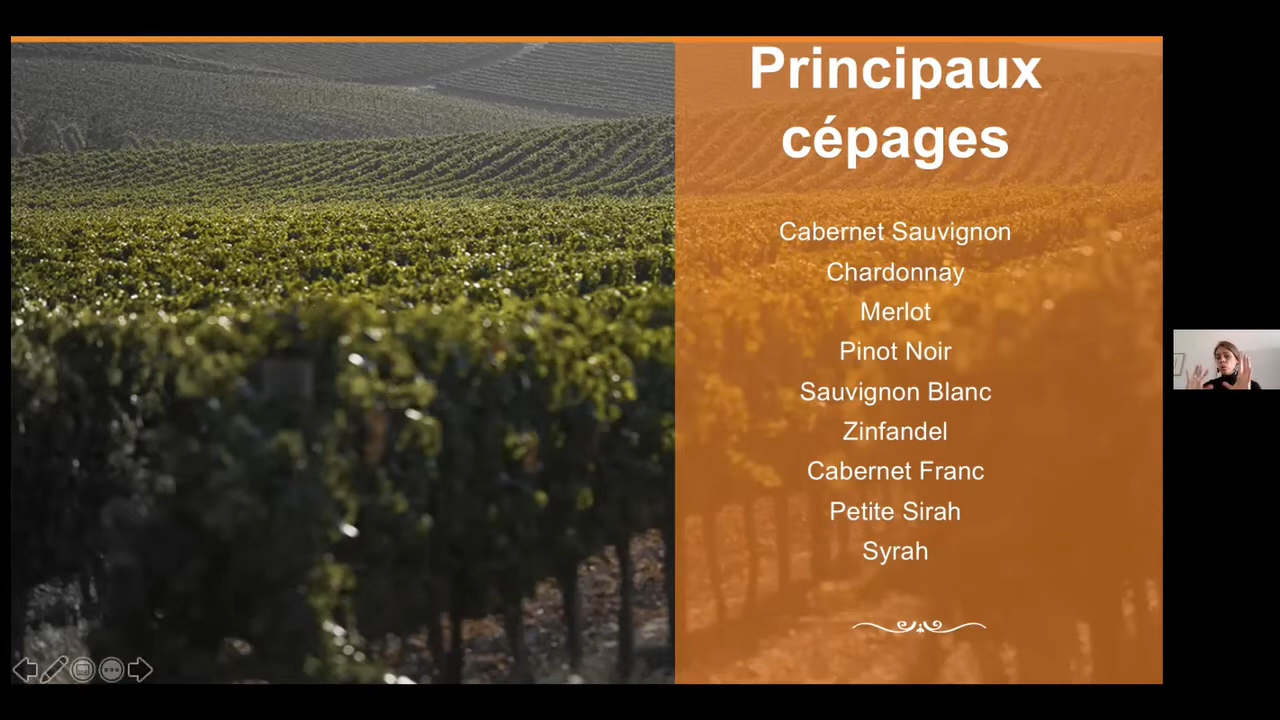 Principaux
cépages
Cabernet Sauvignon
Chardonnay
Merlot
Pinot Noir
Sauvignon Blanc
Zinfandel
Cabernet Franc
Petite Sirah
Syrah